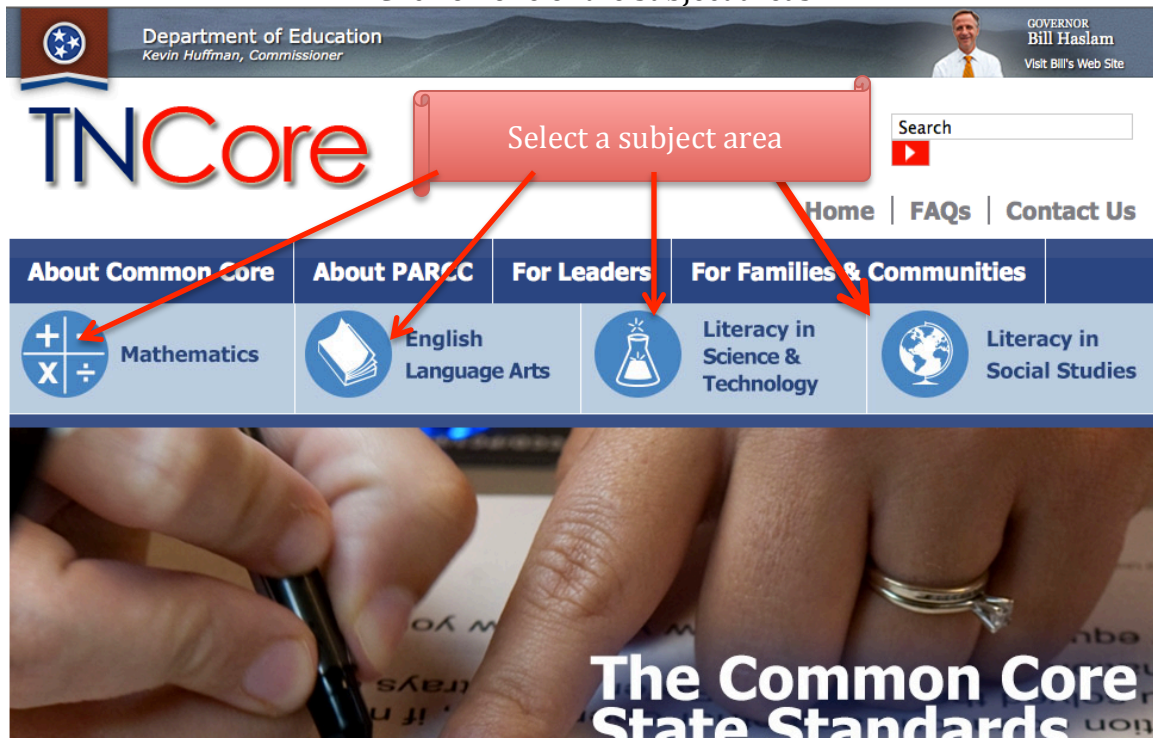 Department of Education
Kevin Huffman, Commissioner
GOVERNOR
Bill Haslam
Visit Bill's Web Site
TNCore
Select a subject area
Search
Home | FAQs | Contact Us
About Common Core
About PARCC
For Leaders
For Families & Communities
Mathematics
English
Language Arts
Literacy in
Science &
Technology
Literacy in
Social Studies
The Common Core
State Standards